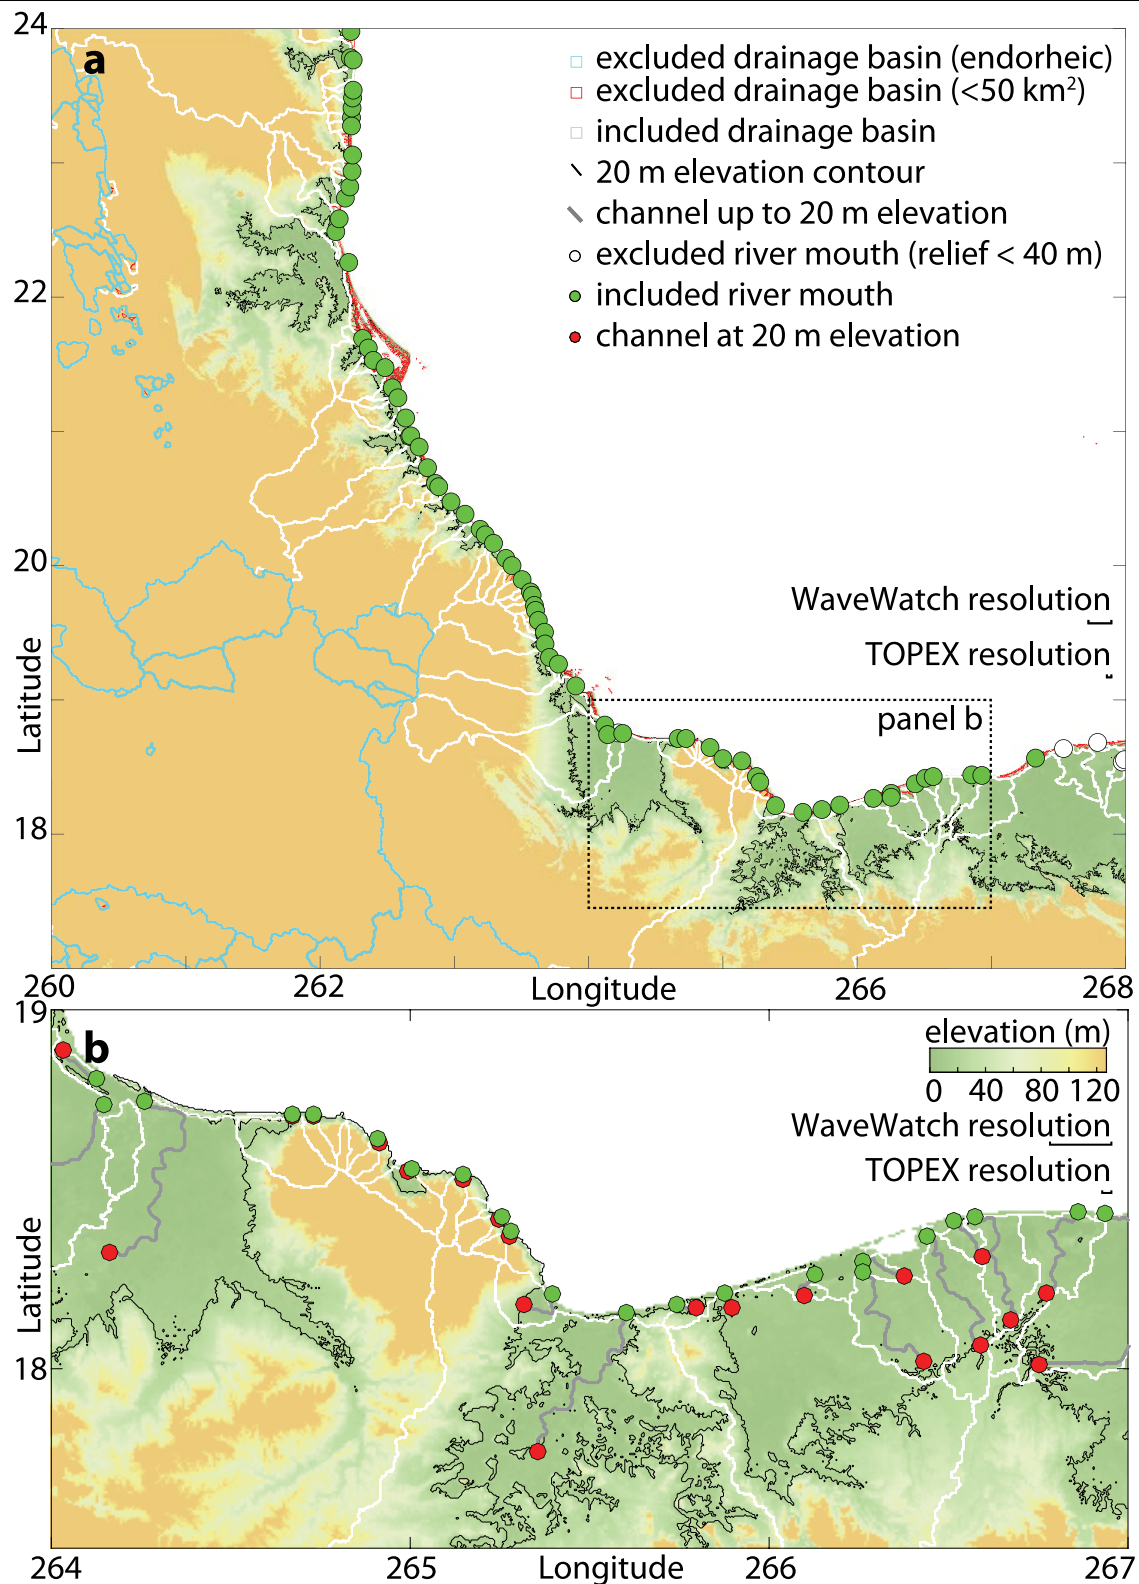 24
a
excluded drainage basin (endorheic)
excluded drainage basin (<50 km²)
included drainage basin
20 m elevation contour
channel up to 20 m elevation
excluded river mouth (relief < 40 m)
included river mouth
channel at 20 m elevation
22
20
WaveWatch resolution
TOPEX resolution
Latitude
panel b
18
260 262 Longitude 266 268
19
b
elevation (m)
0 40 80 120
WaveWatch resolution
TOPEX resolution
Latitude
18
264 265 Longitude 266 267